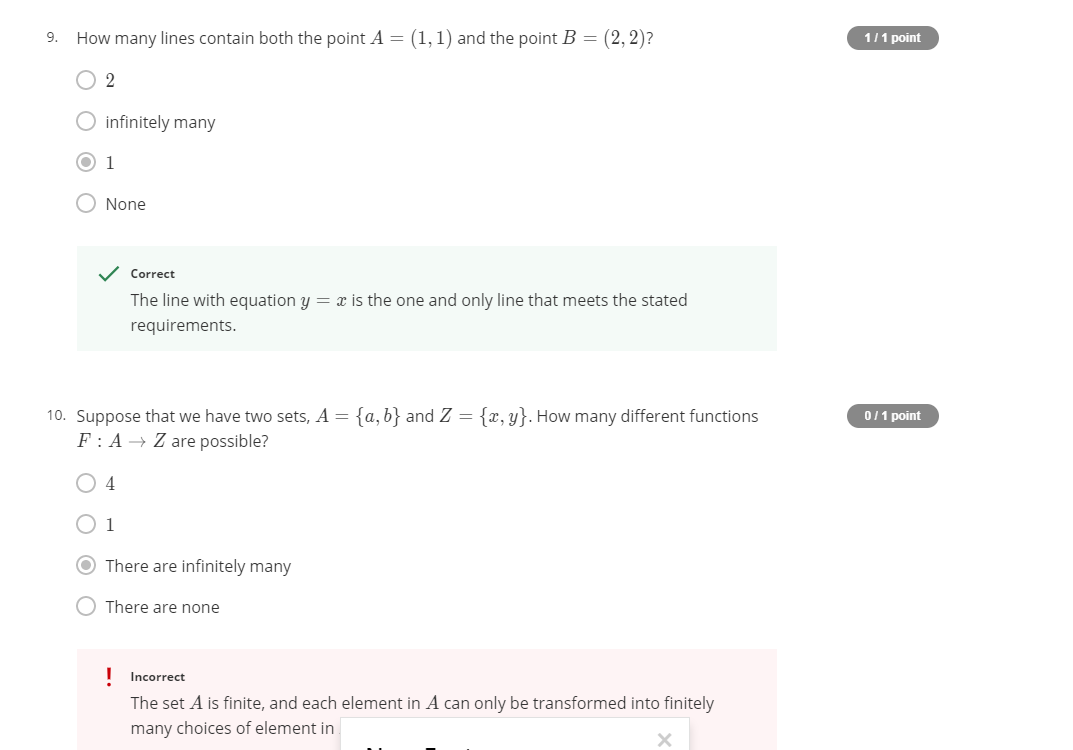 9. How many lines contain both the point A = (1, 1) and the point B = (2, 2)?
1 / 1 point
2
infinitely many
1
None
Correct
The line with equation y = x is the one and only line that meets the stated
requirements.
10. Suppose that we have two sets, A = {a, b} and Z = {x, y}. How many different functions
F : A → Z are possible?
0 / 1 point
4
1
There are infinitely many
There are none
Incorrect
The set A is finite, and each element in A can only be transformed into finitely
many choices of element in